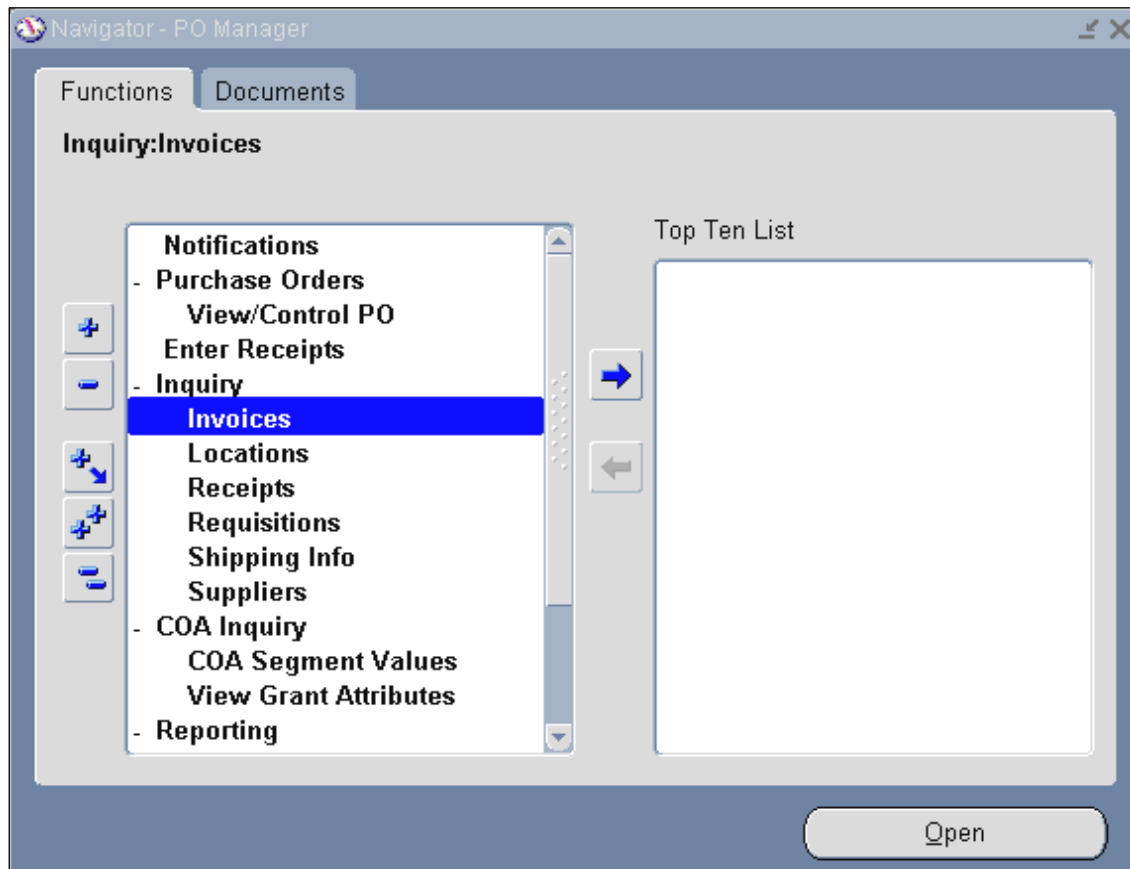 Navigator - PO Manager
Functions
Documents
Inquiry:Invoices
Notifications
- Purchase Orders
View/Control PO
Enter Receipts
- Inquiry
Invoices
Locations
Receipts
Requisitions
Shipping Info
Suppliers
- COA Inquiry
COA Segment Values
View Grant Attributes
- Reporting
Top Ten List
Open